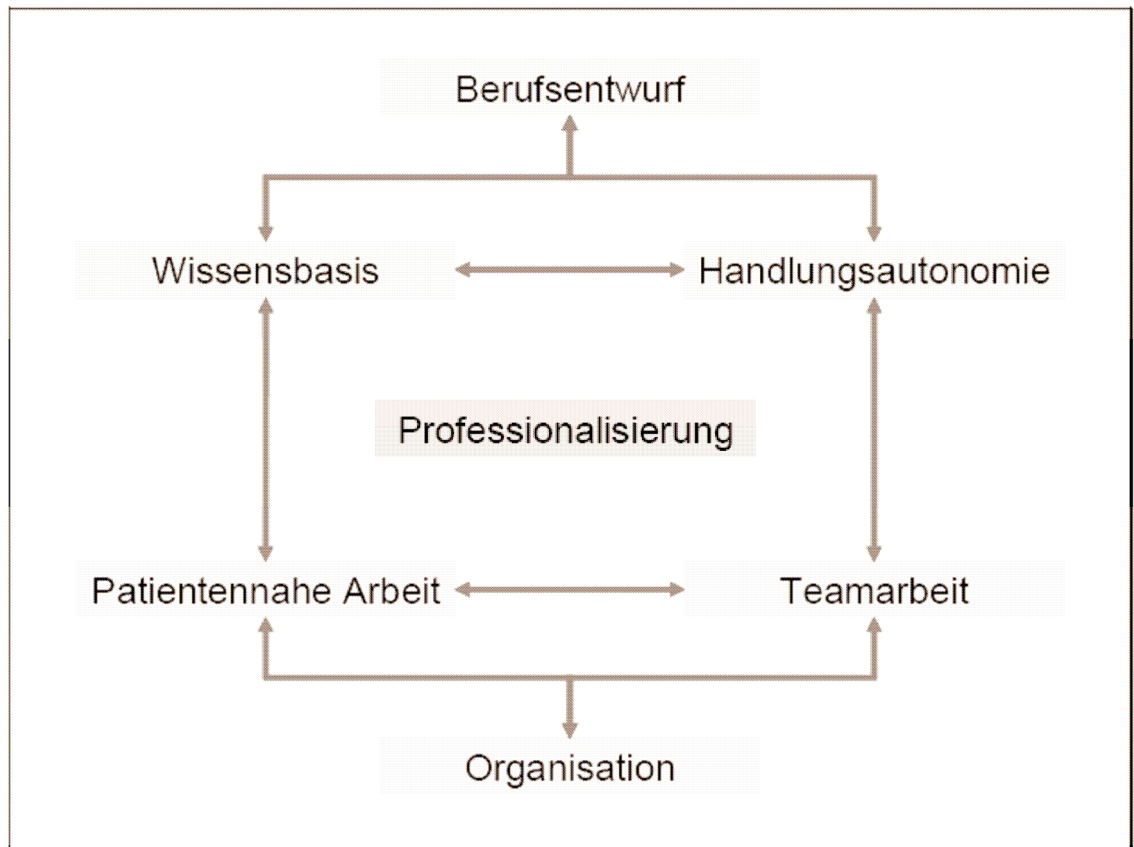 Berufsentwurf
Wissensbasis
Handlungsautonomie
Professionalisierung
Patientennahe Arbeit
Teamarbeit
Organisation